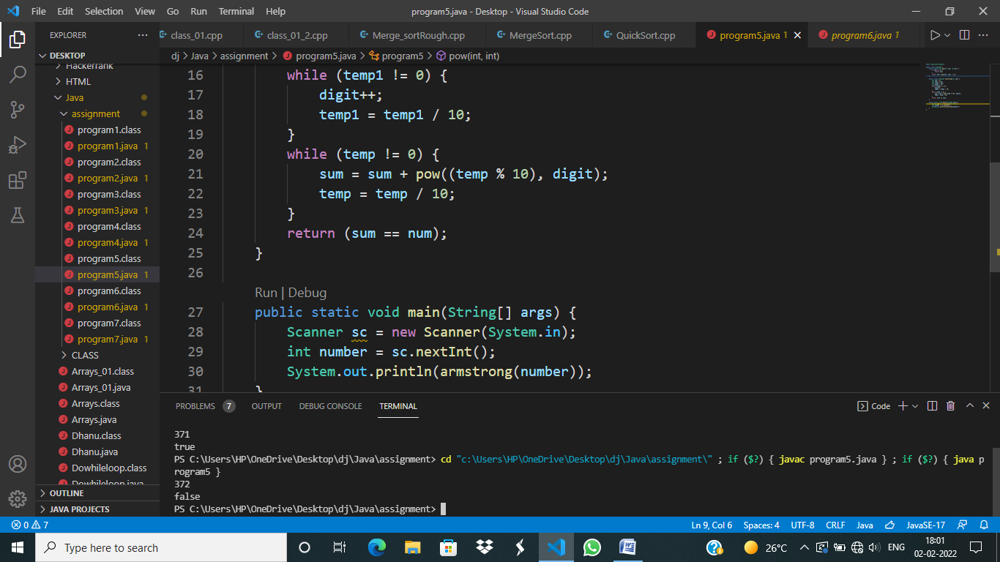 File Edit Selection View Go Run Terminal Help
program5.java - Desktop - Visual Studio Code
EXPLORER
class_01.cpp
class_01_2.cpp
Merge_sortRough.cpp
MergeSort.cpp
QuickSort.cpp
program5.java 1
program6.java 1
DESKTOP
dj > Java > assignment > program5.java > program5 > pow(int, int)
Hackerrank
HTML
Java
assignment
program1.class
program1.java 1
program2.class
program2.java 1
program3.class
program3.java 1
program4.class
program4.java 1
program5.class
program5.java 1
program6.class
program6.java 1
program7.class
program7.java 1
CLASS
Arrays_01.class
Arrays_01.java
Arrays.class
Arrays.java
Dhanu.class
Dhanu.java
Dowhileloop.class
Dowhileloop.java
OUTLINE
JAVA PROJECTS
16 while (temp1 != 0) {
17 digit++;
18 temp1 = temp1 / 10;
19 }
20 while (temp != 0) {
21 sum = sum + pow((temp % 10), digit);
22 temp = temp / 10;
23 }
24 return (sum == num);
25 }
26
Run | Debug
27 public static void main(String[] args) {
28 Scanner sc = new Scanner(System.in);
29 int number = sc.nextInt();
30 System.out.println(armstrong(number));
31 }
PROBLEMS 7 OUTPUT DEBUG CONSOLE TERMINAL
Code
371
true
PS C:\Users\HP\OneDrive\Desktop\dj\Java\assignment> cd "c:\Users\HP\OneDrive\Desktop\dj\Java\assignment\" ; if ($?) { javac program5.java } ; if ($?) { java p
rogram5 }
372
false
PS C:\Users\HP\OneDrive\Desktop\dj\Java\assignment>
0 7
Ln 9, Col 6 Spaces: 4 UTF-8 CRLF Java JavaSE-17
Type here to search
26°C
ENG
18:01
02-02-2022